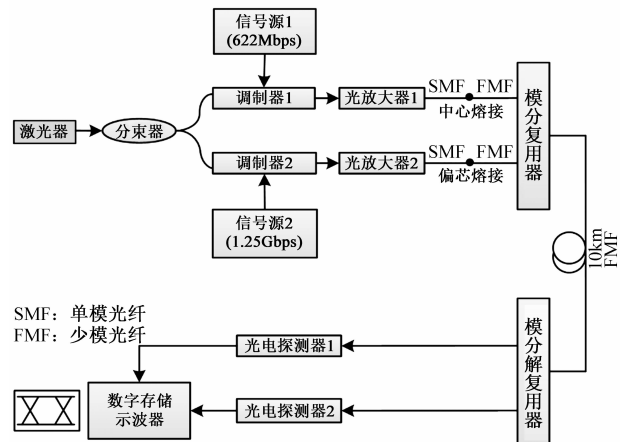 信号源1
(622Mbps)
调制器1
光放大器1
SMF FMF
中心熔接
激光器
分束器
模分复用器
调制器2
光放大器2
SMF FMF
偏芯熔接
信号源2
(1.25Gbps)
10km
FMF
SMF：单模光纤
FMF：少模光纤
光电探测器1
模分解复用器
数字存储
示波器
光电探测器2